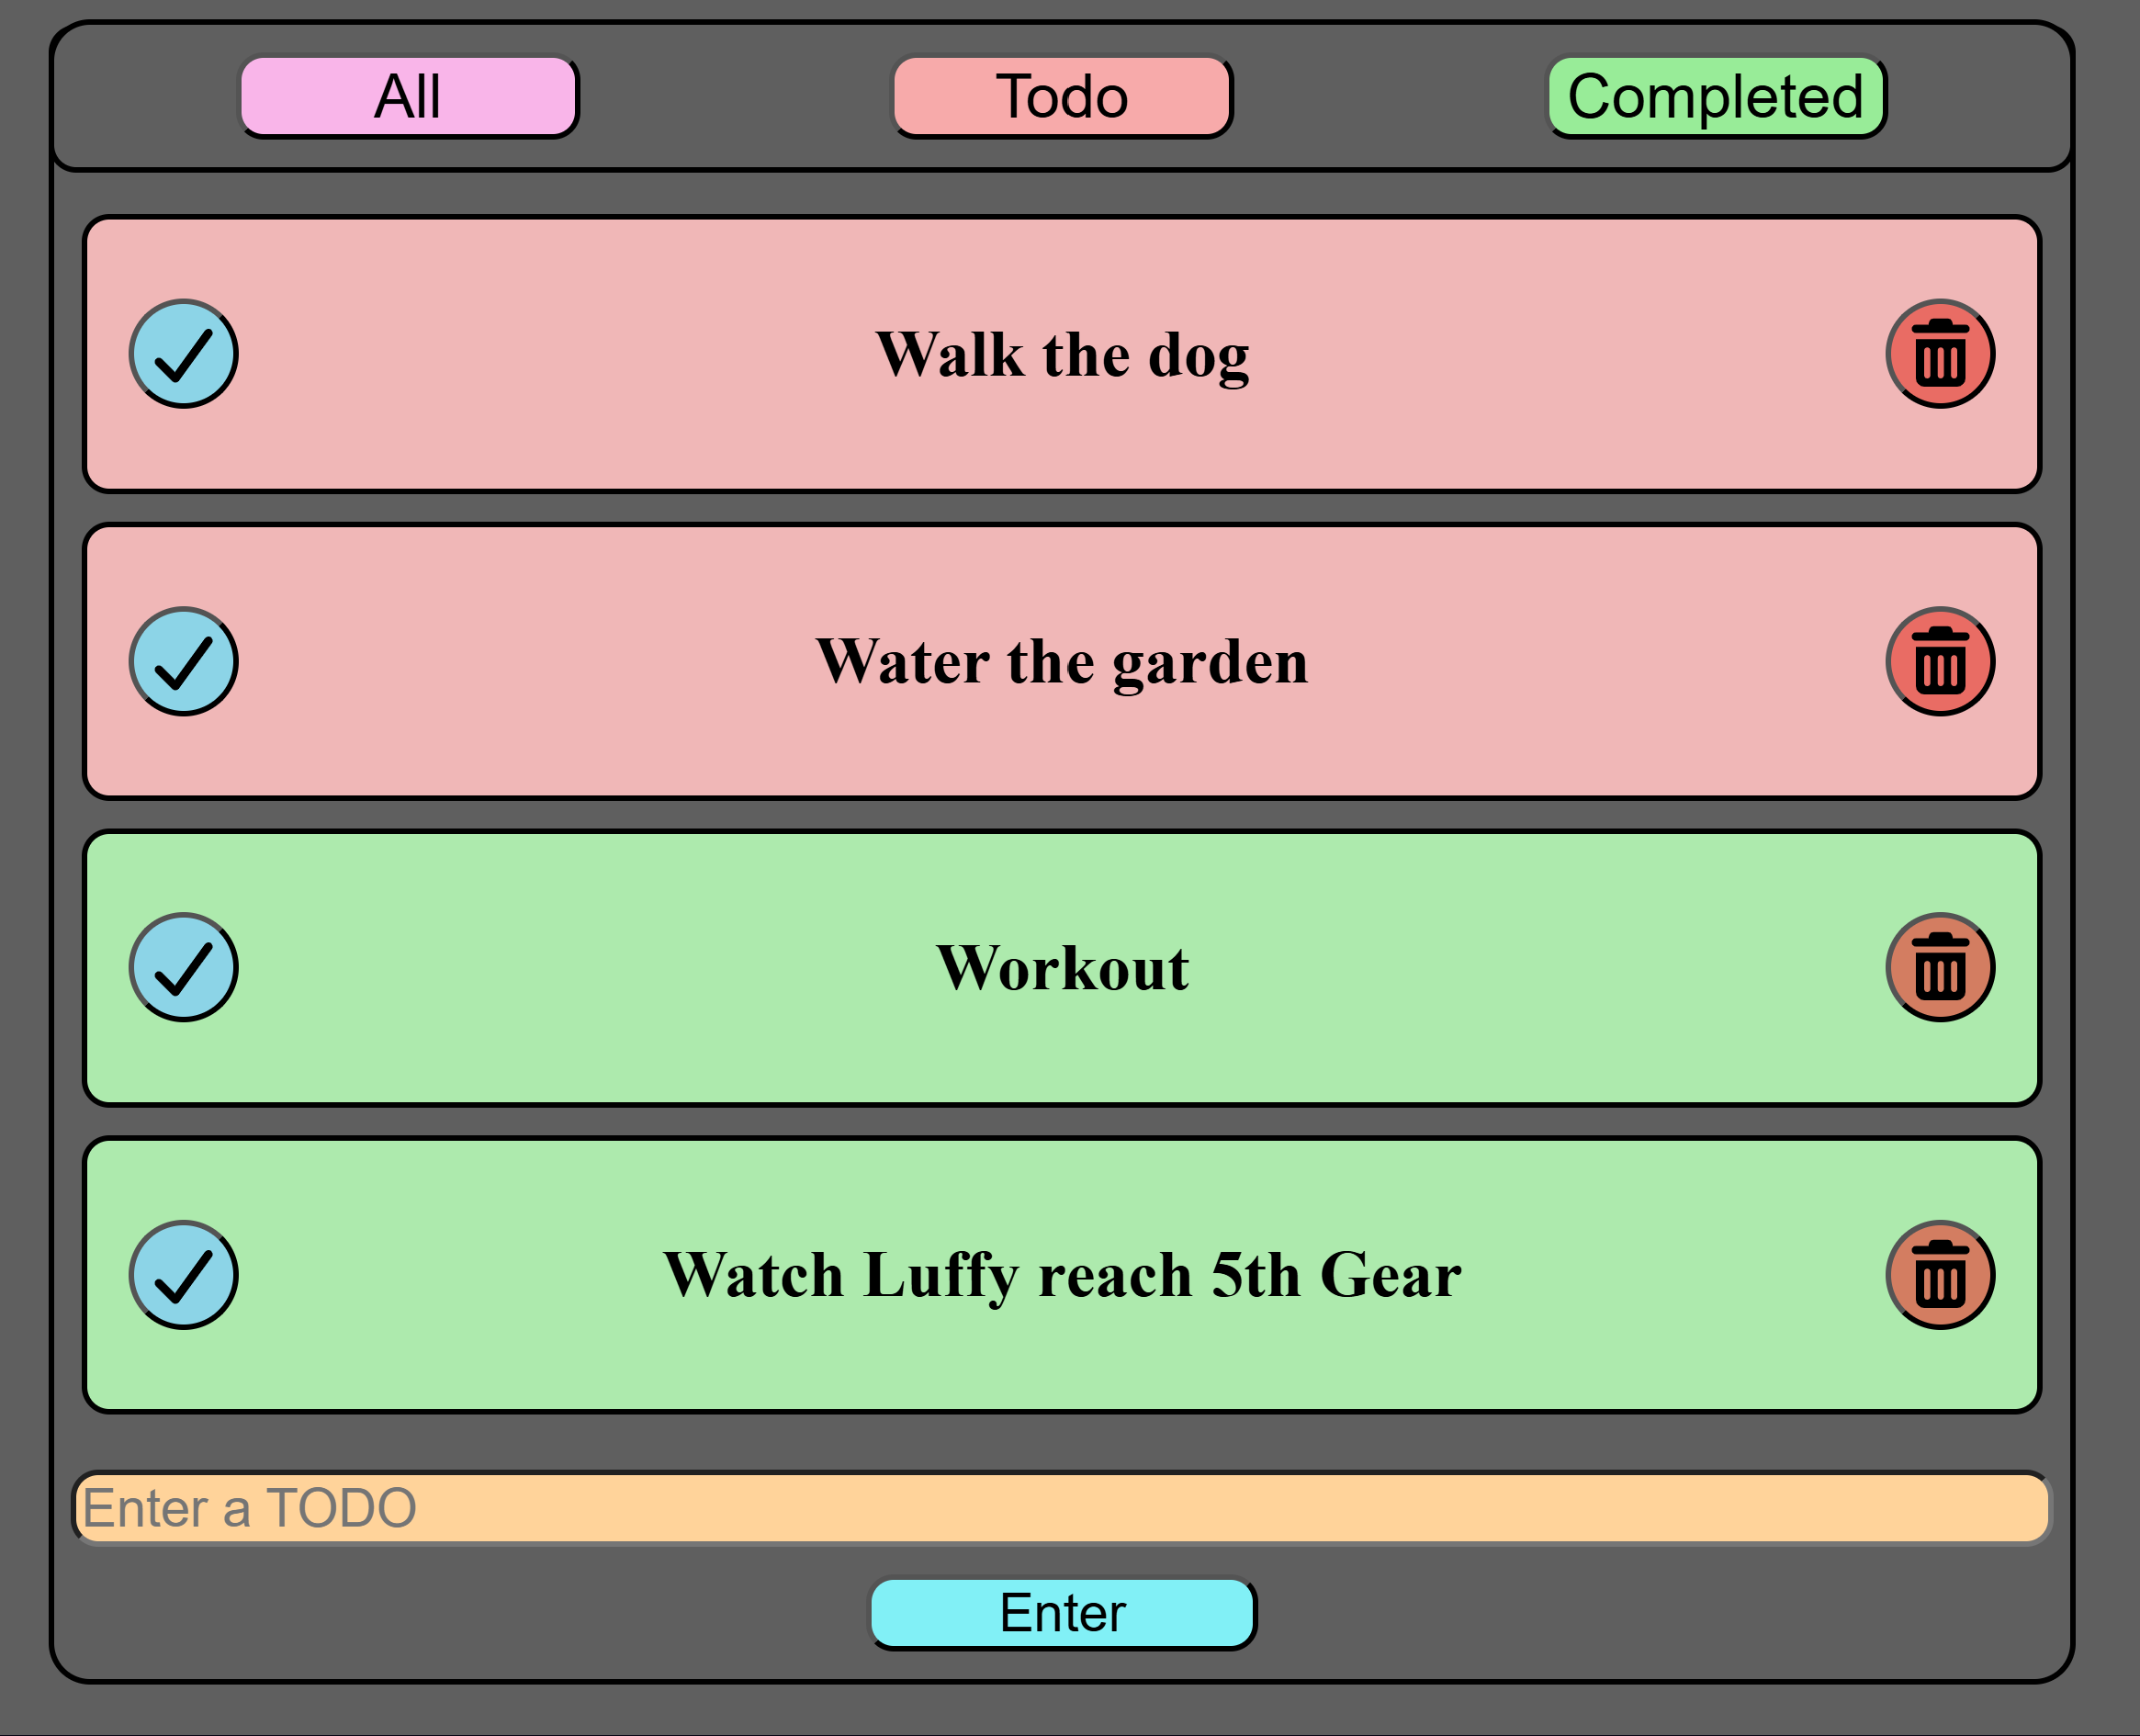 All
Todo
Completed
Walk the dog
Water the garden
Workout
Watch Luffy reach 5th Gear
Enter a TODO
Enter